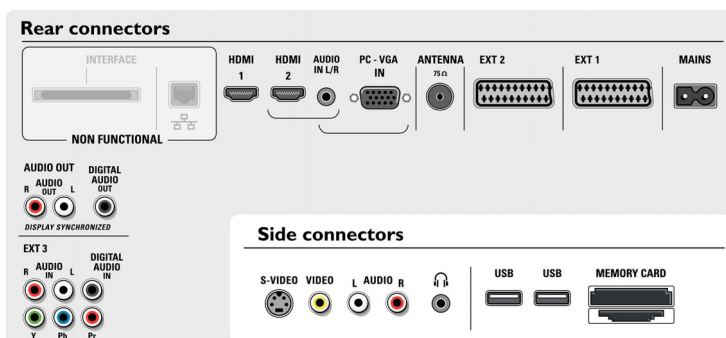 Rear connectors
INTERFACE
NON FUNCTIONAL
HDMI 1
HDMI 2
AUDIO IN L/R
PC - VGA IN
ANTENNA
75 Ω
EXT 2
EXT 1
MAINS
AUDIO OUT
R AUDIO OUT L
DIGITAL AUDIO OUT
DISPLAY SYNCHRONIZED
EXT 3
R AUDIO IN L
DIGITAL AUDIO IN
Y Pb Pr
Side connectors
S-VIDEO VIDEO L AUDIO R
USB USB MEMORY CARD